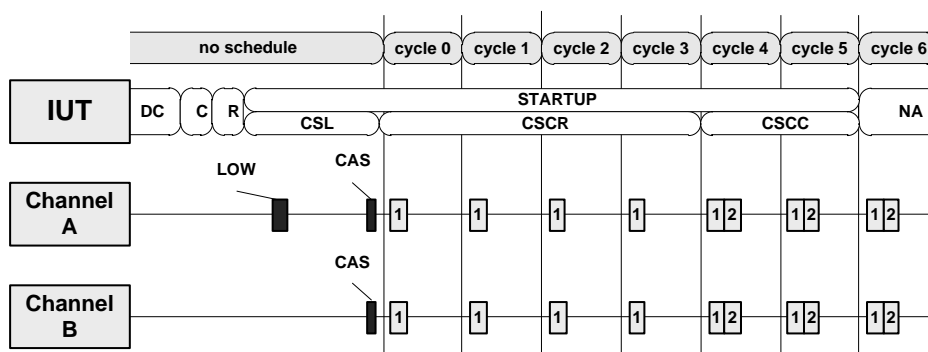 no schedule cycle 0 cycle 1 cycle 2 cycle 3 cycle 4 cycle 5 cycle 6
IUT DC C R STARTUP NA
CSL CSCR CSCC
LOW CAS
Channel A 1 1 1 1 1 2 1 2 1 2
CAS
Channel B 1 1 1 1 1 2 1 2 1 2